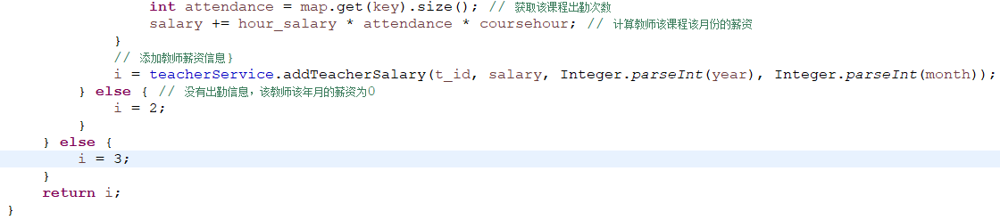 int attendance = map.get(key).size(); // 获取该课程出勤次数
salary += hour_salary * attendance * coursehour; // 计算教师该课程该月份的薪资
}
// 添加教师薪资信息}
i = teacherService.addTeacherSalary(t_id, salary, Integer.parseInt(year), Integer.parseInt(month));
} else { // 没有出勤信息，该教师该年月的薪资为0
i = 2;
}
} else {
i = 3;
}
return i;
}